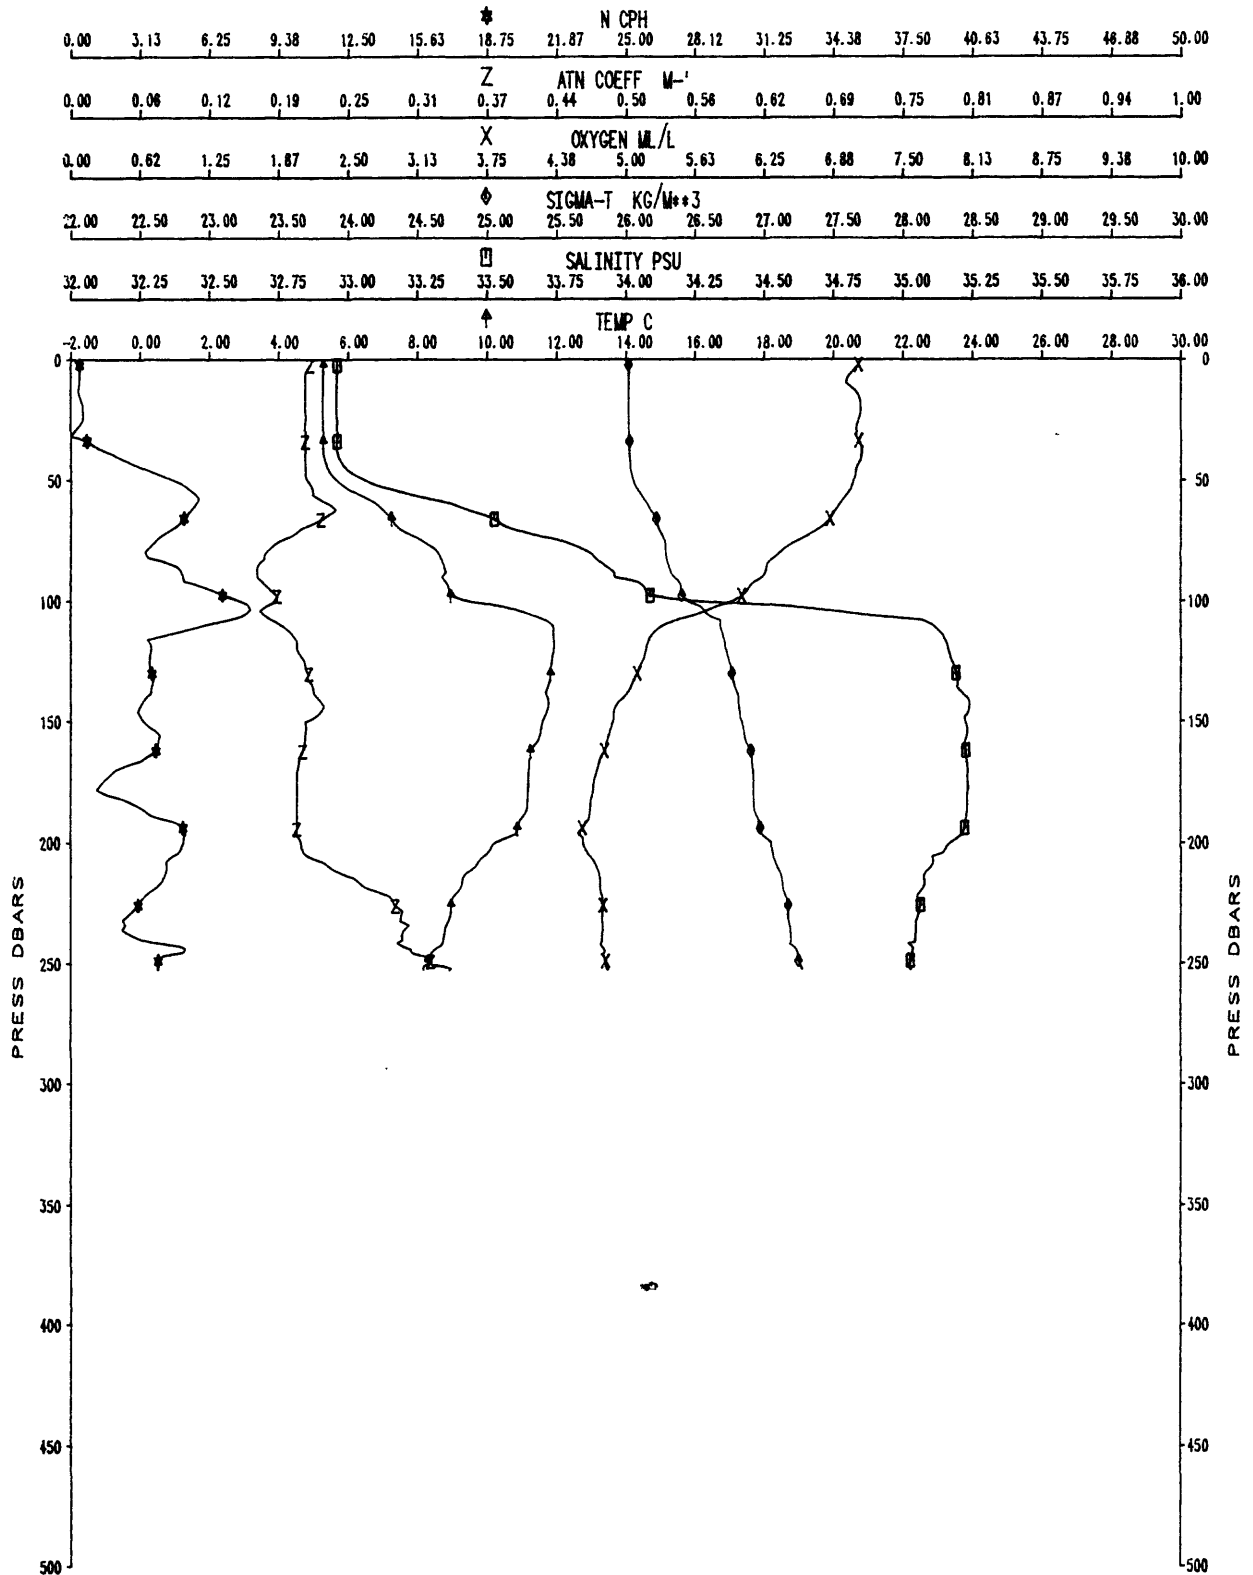 N CPH
0.00 3.13 6.25 9.38 12.50 15.63 18.75 21.87 25.00 28.12 31.25 34.38 37.50 40.63 43.75 46.88 50.00
Z ATN COEFF M-'
0.00 0.06 0.12 0.19 0.25 0.31 0.37 0.44 0.50 0.56 0.62 0.69 0.75 0.81 0.87 0.94 1.00
X OXYGEN ML/L
0.00 0.62 1.25 1.87 2.50 3.13 3.75 4.38 5.00 5.63 6.25 6.88 7.50 8.13 8.75 9.38 10.00
SIGMA-T KG/M**3
22.00 22.50 23.00 23.50 24.00 24.50 25.00 25.50 26.00 26.50 27.00 27.50 28.00 28.50 29.00 29.50 30.00
SALINITY PSU
32.00 32.25 32.50 32.75 33.00 33.25 33.50 33.75 34.00 34.25 34.50 34.75 35.00 35.25 35.50 35.75 36.00
TEMP C
-2.00 0.00 2.00 4.00 6.00 8.00 10.00 12.00 14.00 16.00 18.00 20.00 22.00 24.00 26.00 28.00 30.00
0 0
Z X
Z X
50 50
Z X
Z X
100 100
Z X
150 150
Z X
Z X
200 200
Z X
PRESS DBARS
PRESS DBARS
250 Z X 250
300 300
350 350
400 400
450 450
500 500